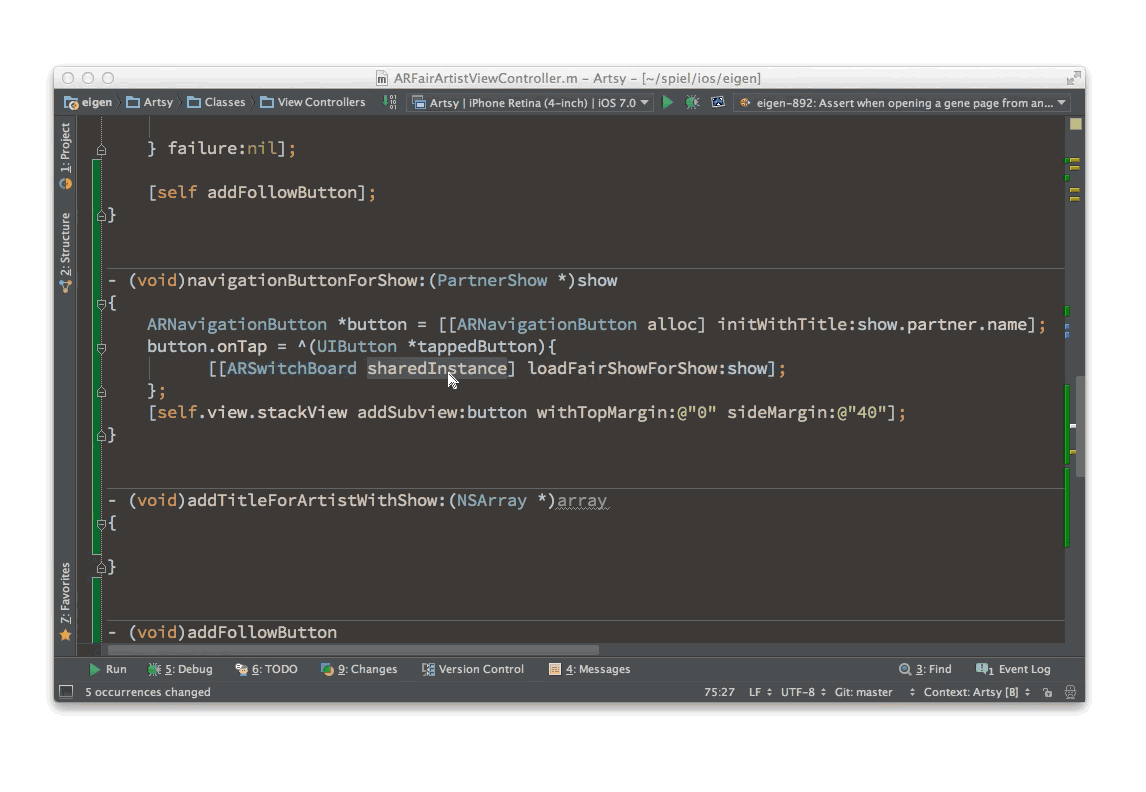 ARFairArtistViewController.m – Artsy – [~/spiel/ios/eigen]
eigen Artsy Classes View Controllers Artsy | iPhone Retina (4-inch) | iOS 7.0 eigen-892: Assert when opening a gene page from an...
1: Project
2: Structure
Z: Favorites
} failure:nil];
[self addFollowButton];
}
- (void)navigationButtonForShow:(PartnerShow *)show
{
ARNavigationButton *button = [[ARNavigationButton alloc] initWithTitle:show.partner.name];
button.onTap = ^(UIButton *tappedButton){
[[ARSwitchBoard sharedInstance] loadFairShowForShow:show];
};
[self.view.stackView addSubview:button withTopMargin:@"0" sideMargin:@"40"];
}
- (void)addTitleForArtistWithShow:(NSArray *)array
{
}
- (void)addFollowButton
Run 5: Debug 6: TODO 9: Changes Version Control 4: Messages 3: Find 1 Event Log
5 occurrences changed 75:27 LF UTF-8 Git: master Context: Artsy [B]